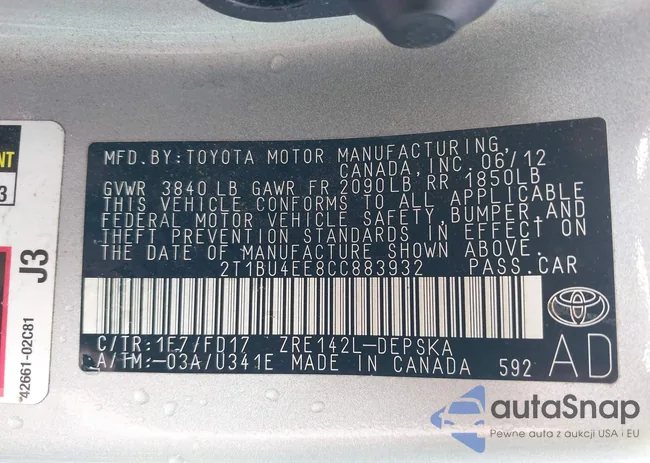 MFD.BY:TOYOTA MOTOR MANUFACTURING,
CANADA, INC. 06/12
GVWR 3840 LB GAWR FR 2090LB RR 1850LB
THIS VEHICLE CONFORMS TO ALL APPLICABLE
FEDERAL MOTOR VEHICLE SAFETY,BUMPER,AND
THEFT PREVENTION STANDARDS IN EFFECT ON
THE DATE OF MANUFACTURE SHOWN ABOVE.
2T1BU4EE8CC883932 PASS.CAR
C/TR:1F7/FD17 ZRE142L-DEPSKA
A/TM:-03A/U341E MADE IN CANADA 592
AD
NT
3
J3
42661-02C81
autaSnap
Pewne auta z aukcji USA i EU